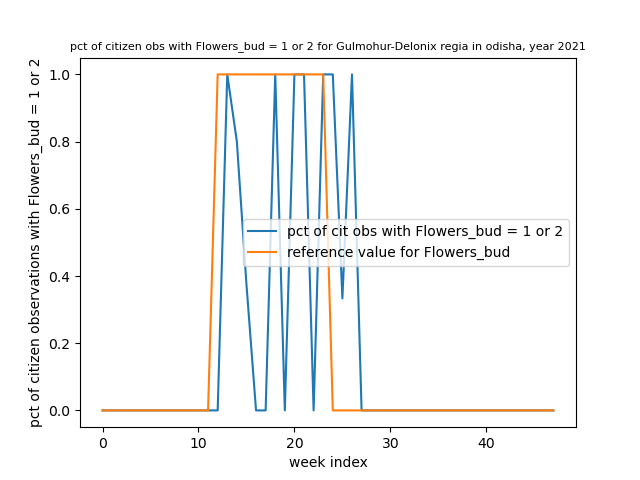 pct of citizen obs with Flowers_bud = 1 or 2 for Gulmohur-Delonix regia in odisha, year 2021
pct of citizen observations with Flowers_bud = 1 or 2
1.0
0.8
0.6
0.4
0.2
0.0
pct of cit obs with Flowers_bud = 1 or 2
reference value for Flowers_bud
0
10
20
30
40
week index